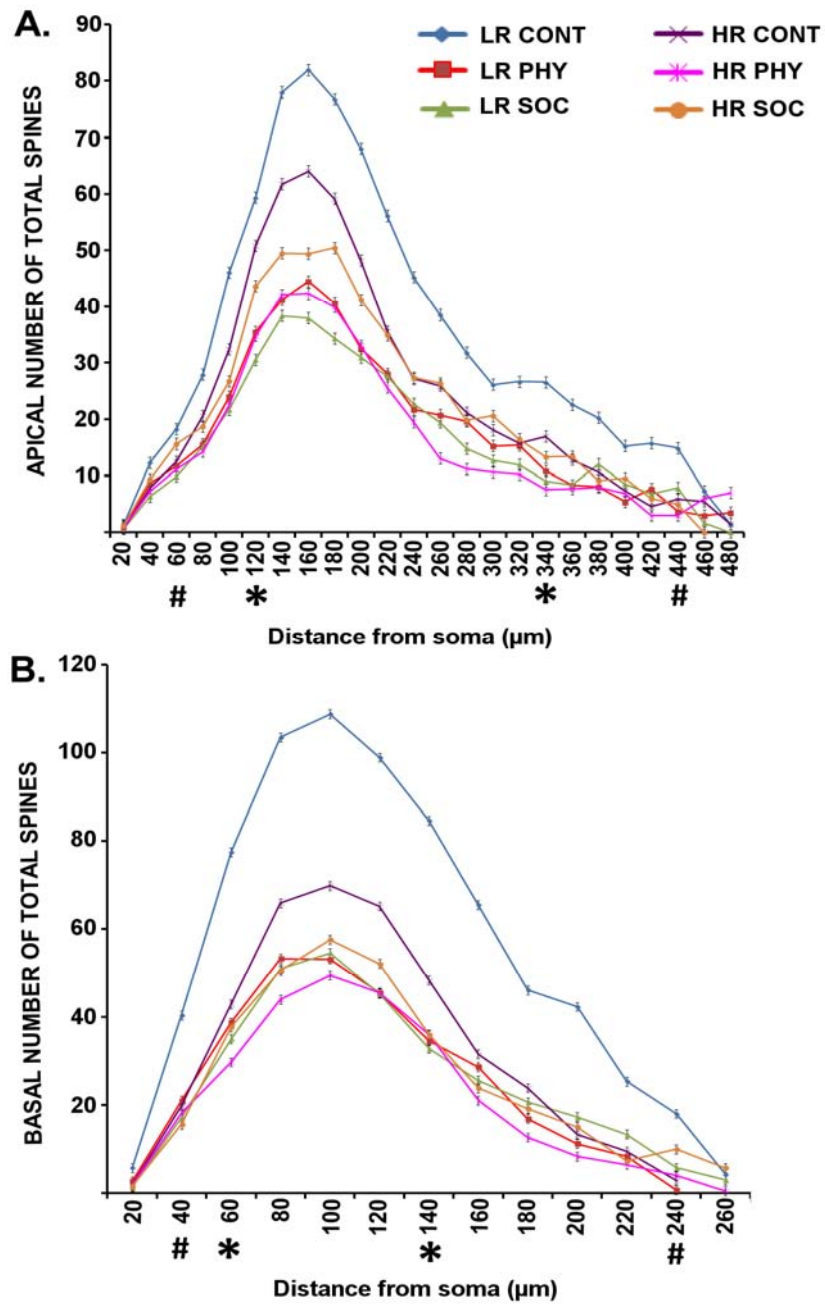 A.
90
80
70
60
50
40
30
20
10
APICAL NUMBER OF TOTAL SPINES
LR CONT HR CONT
LR PHY HR PHY
LR SOC HR SOC
20 40 60 80 100 120 140 160 180 200 220 240 260 280 300 320 340 360 380 400 420 440 460 480
# * * #
Distance from soma (µm)
B.
120
100
80
60
40
20
BASAL NUMBER OF TOTAL SPINES
20 40 60 80 100 120 140 160 180 200 220 240 260
# * * #
Distance from soma (µm)